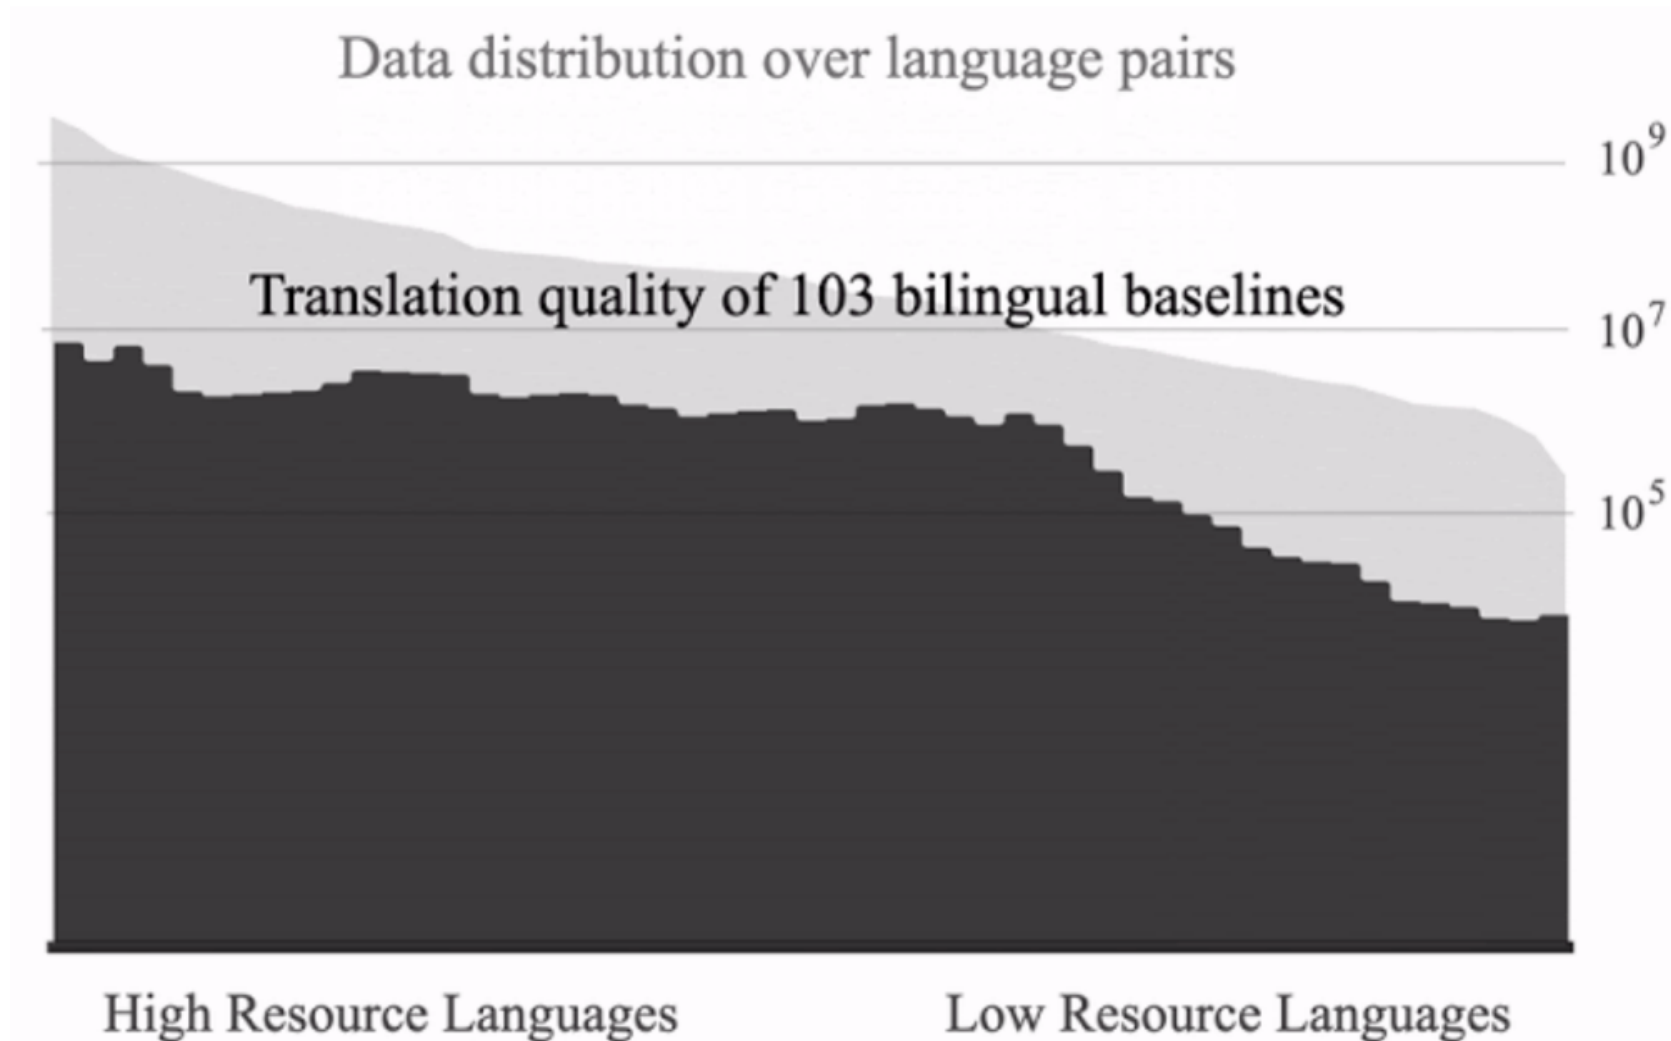 Data distribution over language pairs
10⁹
Translation quality of 103 bilingual baselines
10⁷
10⁵
High Resource Languages
Low Resource Languages